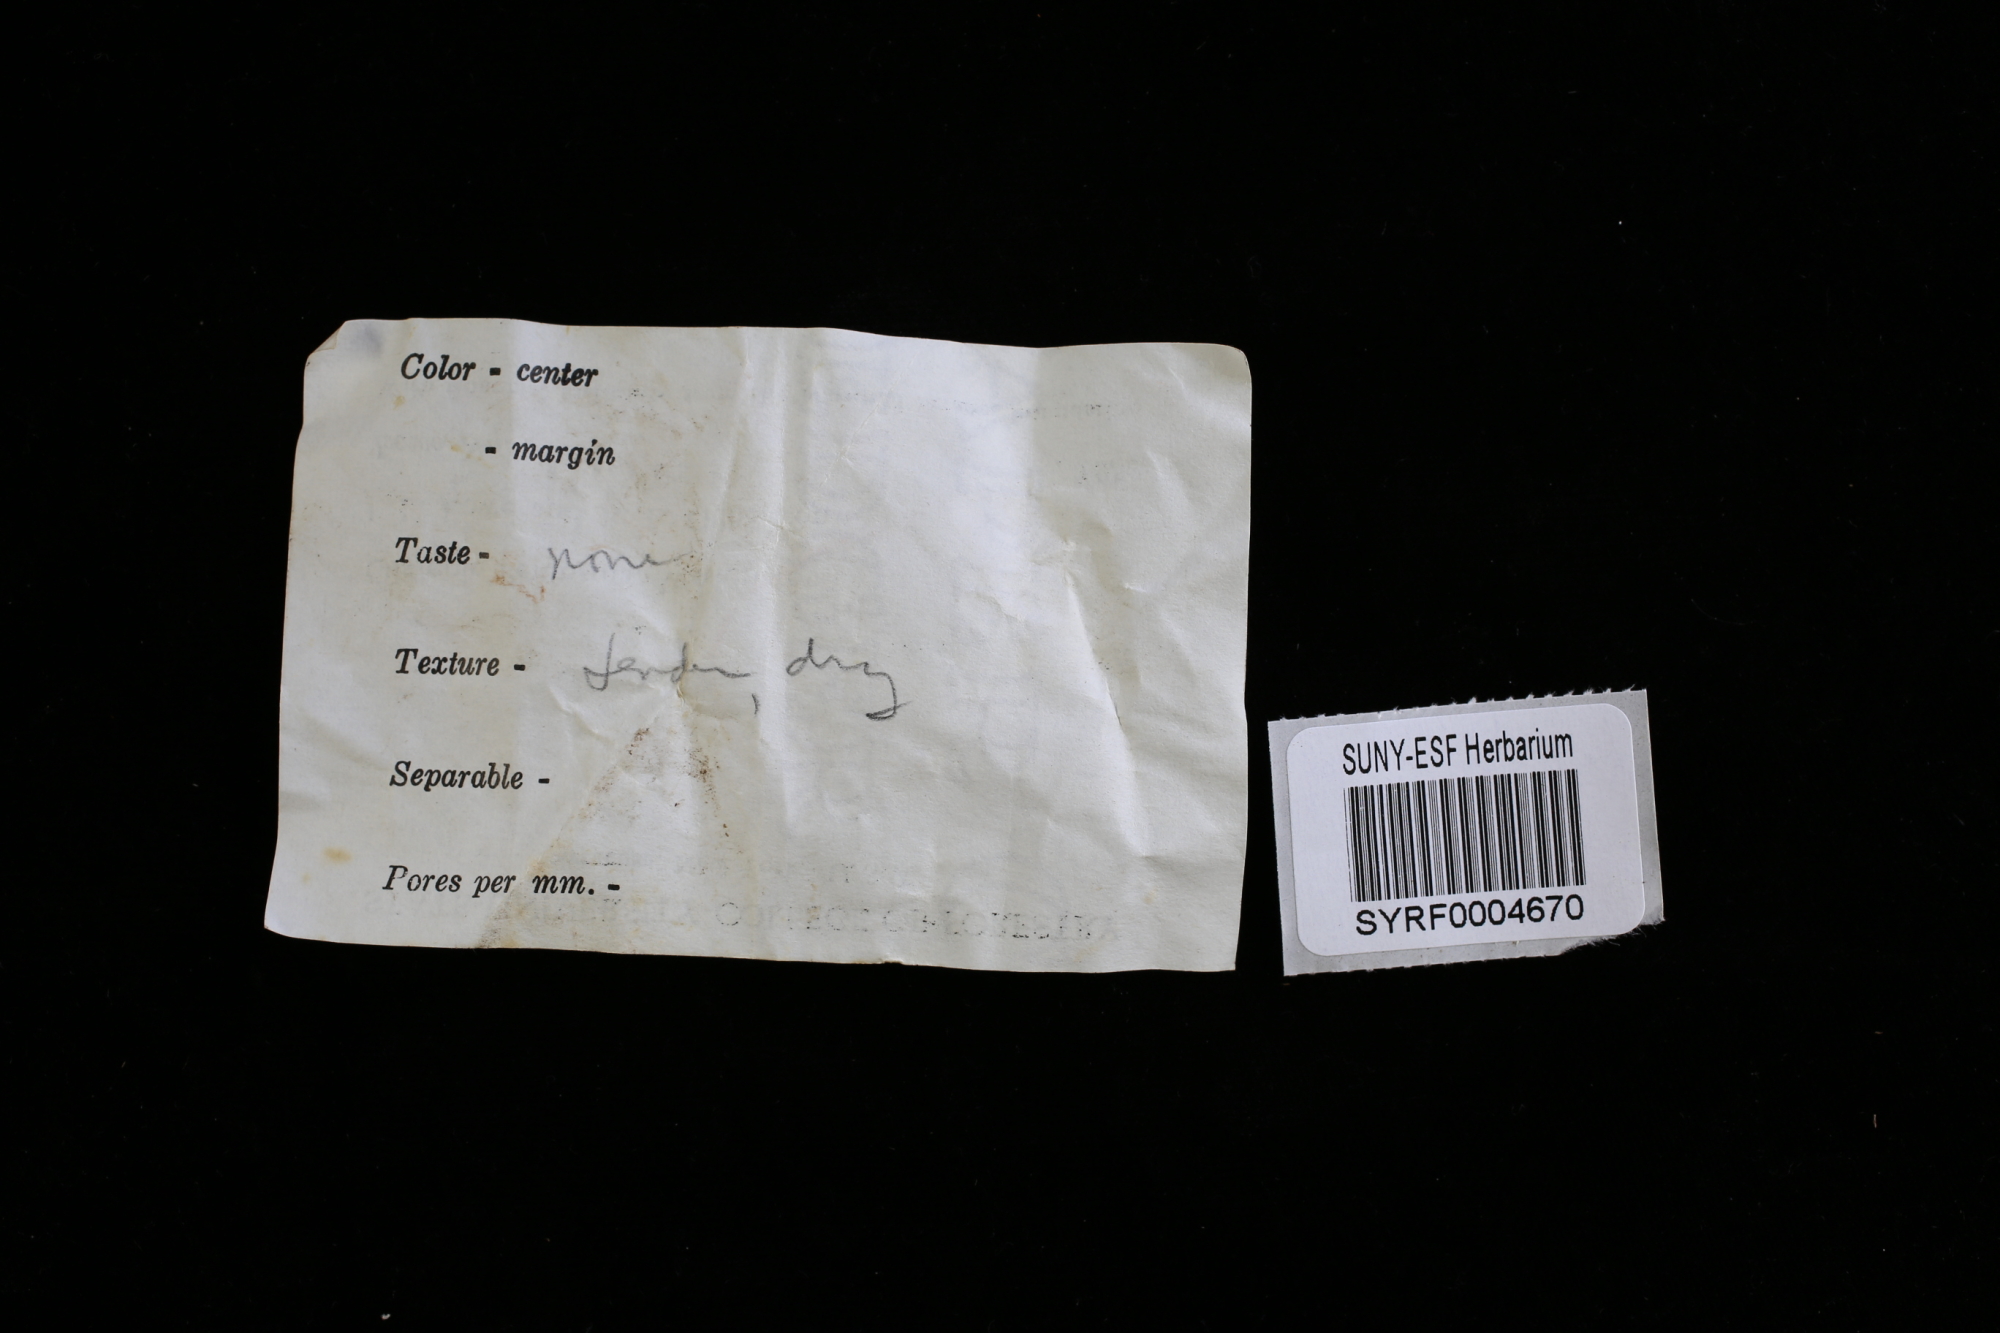 Color - center
- margin
Taste - none
Texture - tender, dry
Separable -
Pores per mm. -
SUNY-ESF Herbarium
SYRF0004670